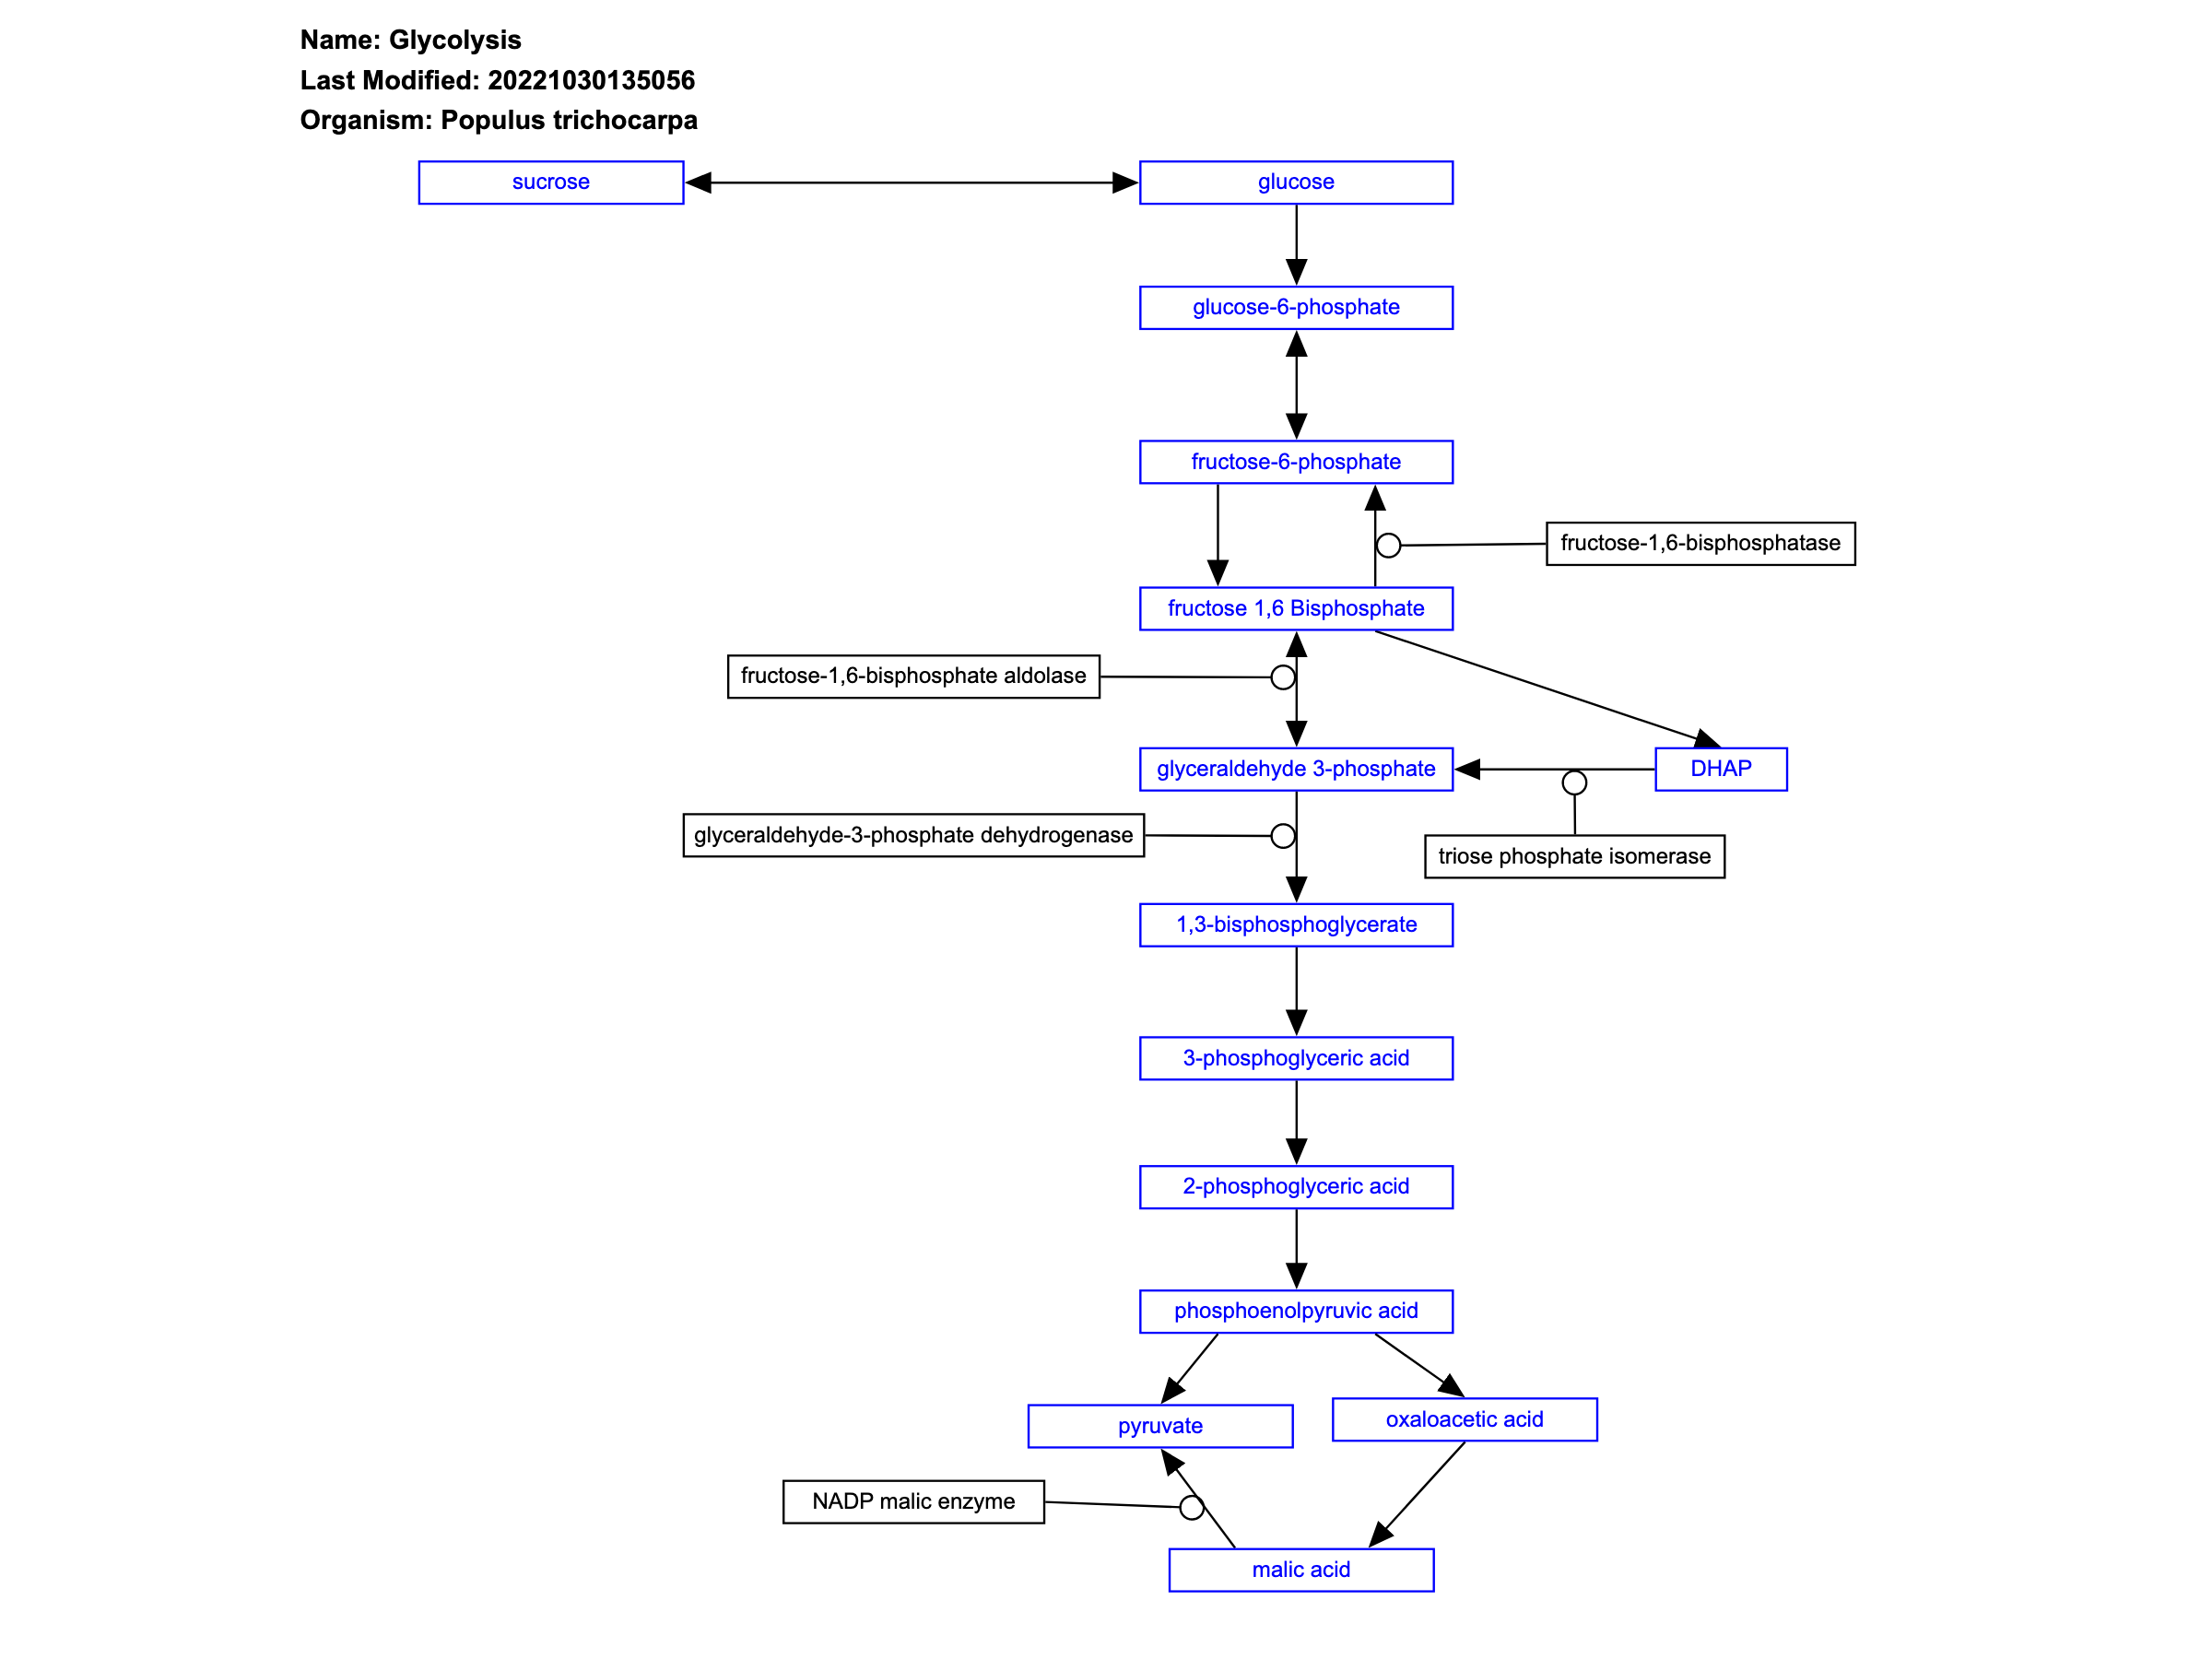 Name: Glycolysis
Last Modified: 20221030135056
Organism: Populus trichocarpa
sucrose
glucose
glucose-6-phosphate
fructose-6-phosphate
fructose-1,6-bisphosphatase
fructose 1,6 Bisphosphate
fructose-1,6-bisphosphate aldolase
glyceraldehyde 3-phosphate
DHAP
glyceraldehyde-3-phosphate dehydrogenase
triose phosphate isomerase
1,3-bisphosphoglycerate
3-phosphoglyceric acid
2-phosphoglyceric acid
phosphoenolpyruvic acid
pyruvate
oxaloacetic acid
NADP malic enzyme
malic acid